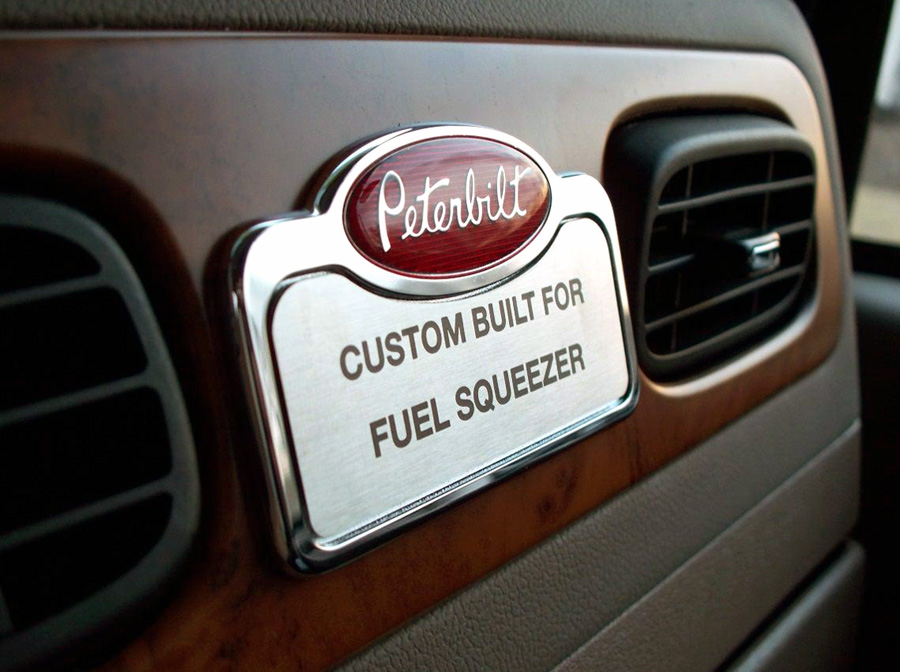 Peterbilt
CUSTOM BUILT FOR
FUEL SQUEEZER